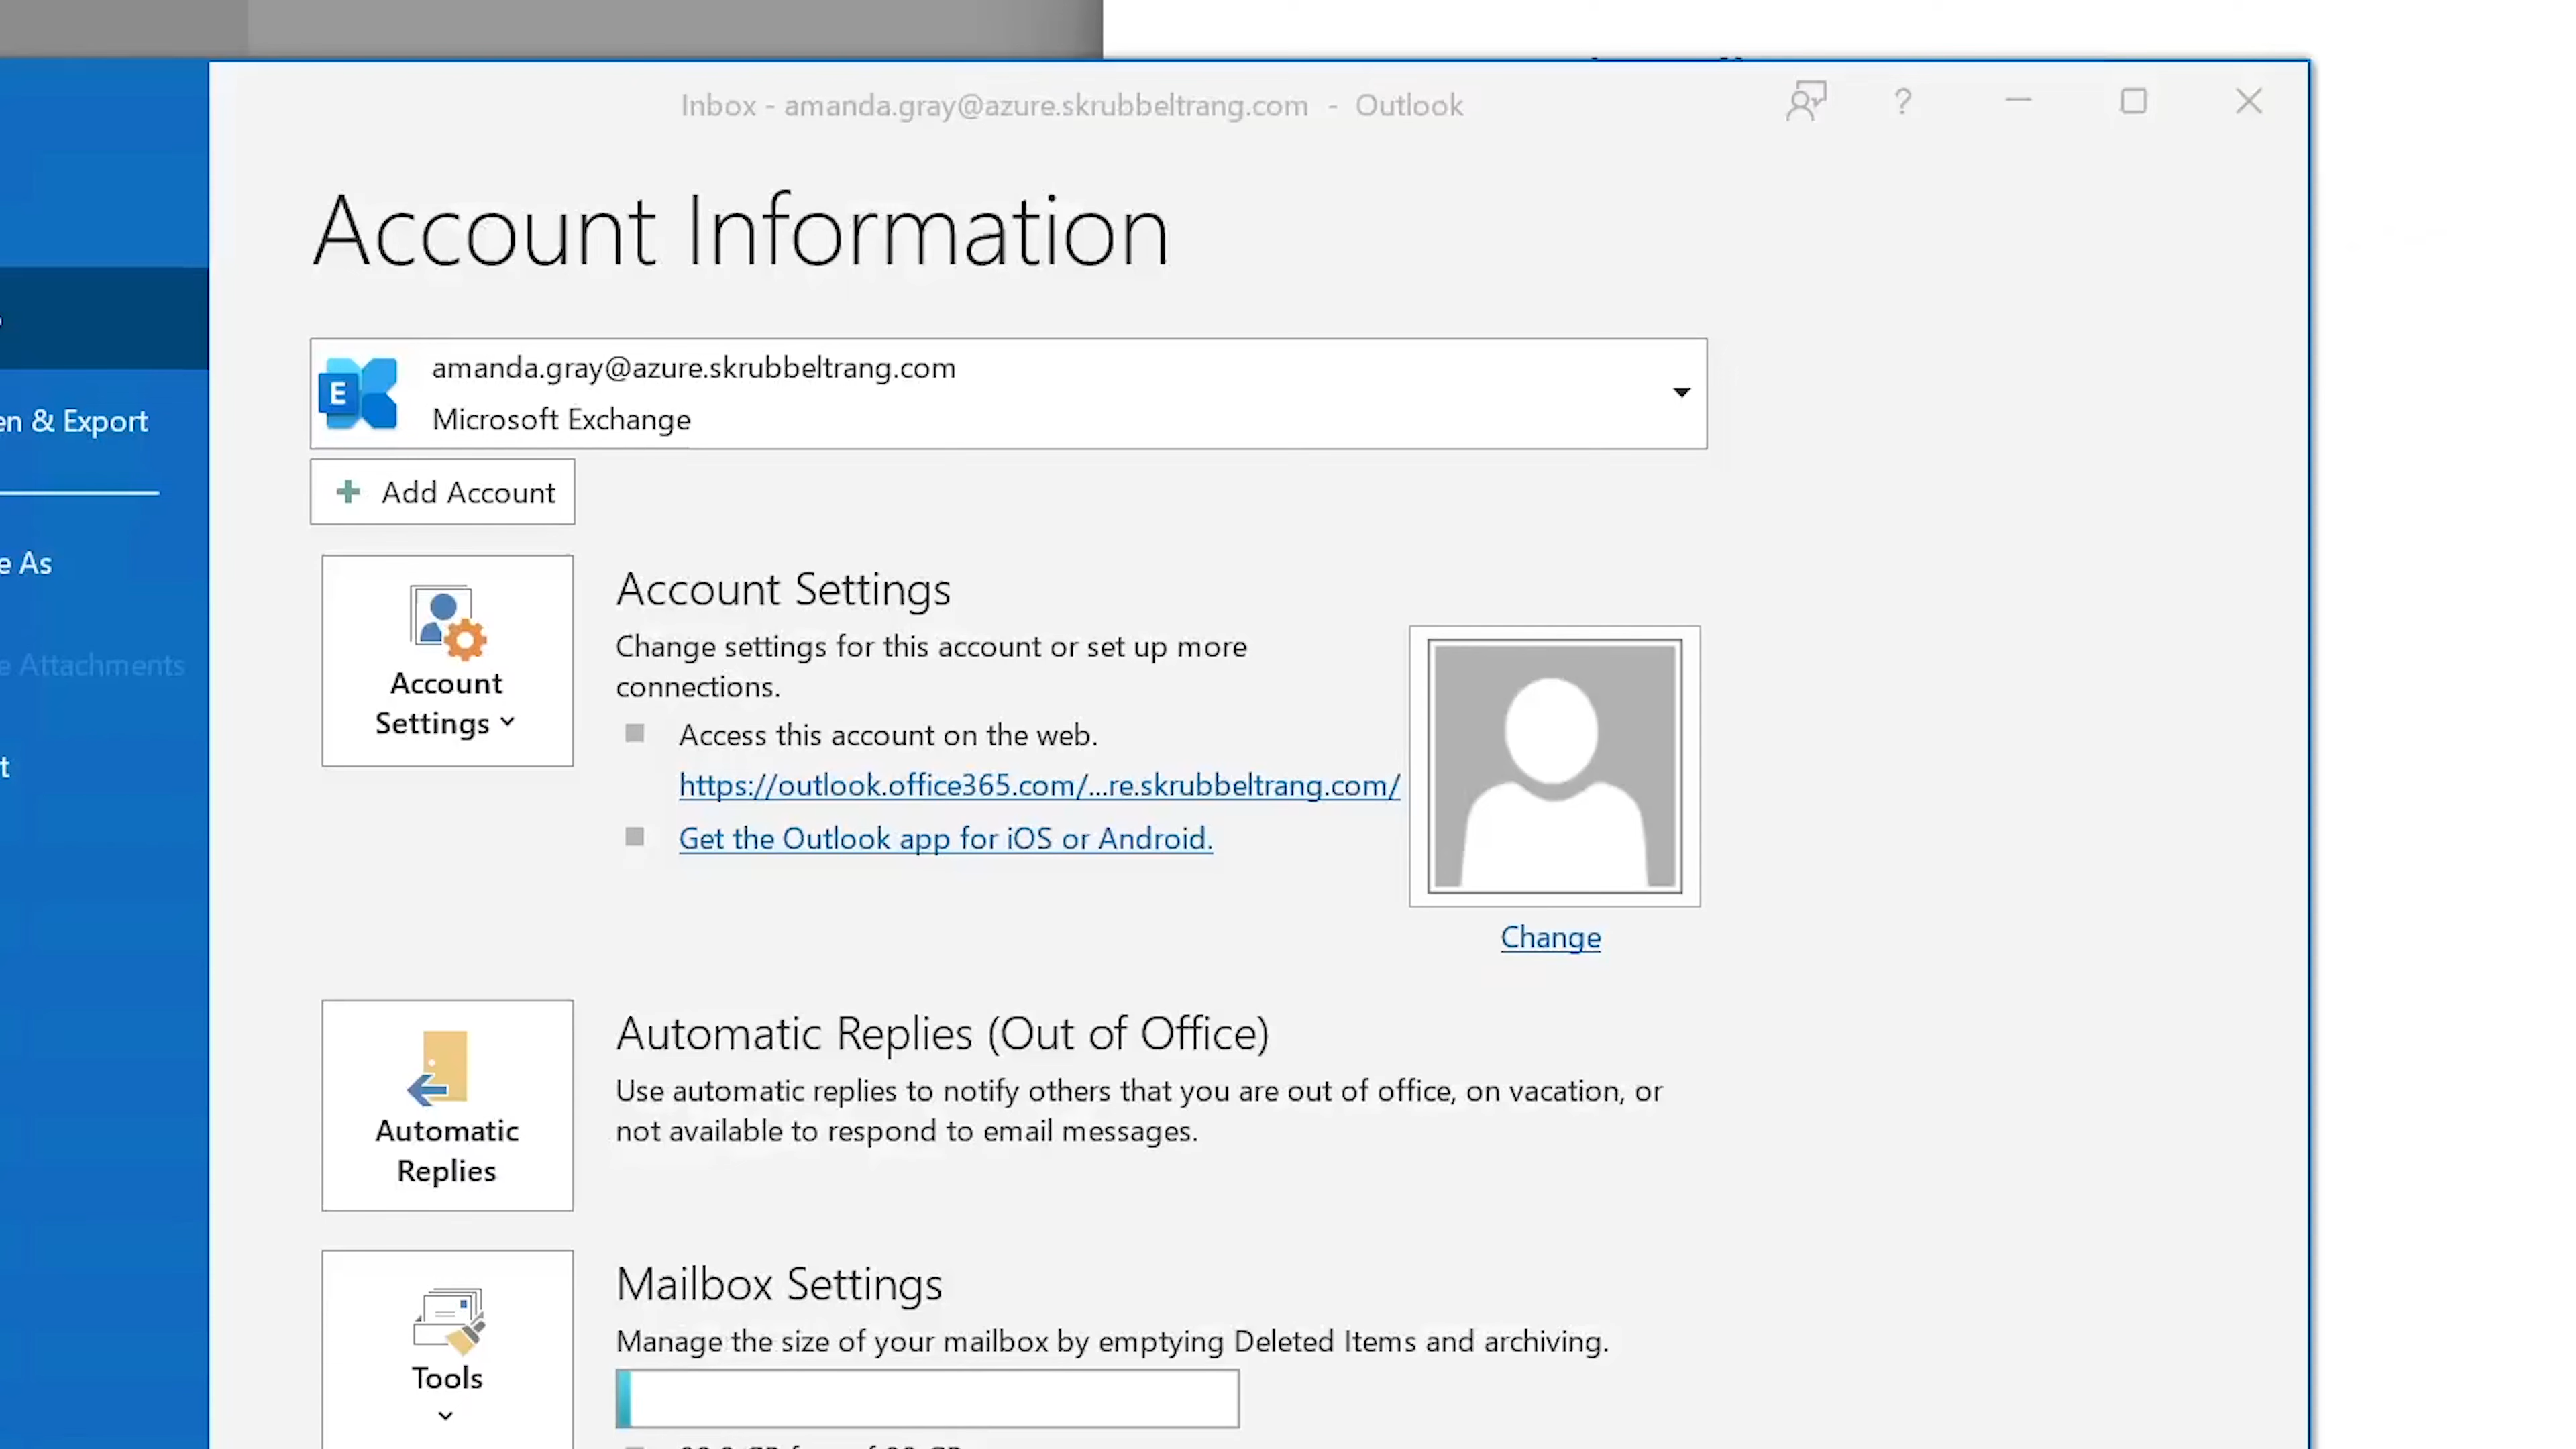 Inbox - amanda.gray@azure.skrubbeltrang.com - Outlook
?
Account Information
E
amanda.gray@azure.skrubbeltrang.com
Microsoft Exchange
en & Export
+ Add Account
e As
Account
Settings
Account Settings
Change settings for this account or set up more
connections.
Access this account on the web.
https://outlook.office365.com/...re.skrubbeltrang.com/
Get the Outlook app for iOS or Android.
e Attachments
t
Change
Automatic
Replies
Automatic Replies (Out of Office)
Use automatic replies to notify others that you are out of office, on vacation, or
not available to respond to email messages.
Tools
Mailbox Settings
Manage the size of your mailbox by emptying Deleted Items and archiving.